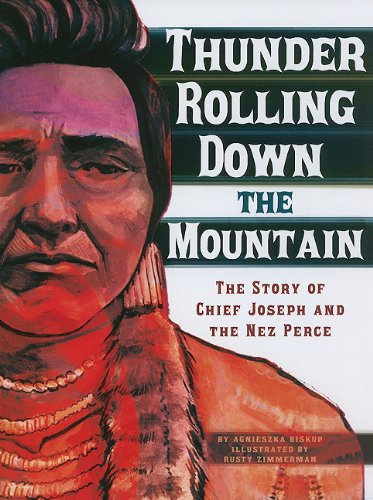 THUNDER
ROLLING
DOWN
THE
MOUNTAIN
THE STORY OF
CHIEF JOSEPH AND
THE NEZ PERCE
BY AGNIESZKA BISKUP
ILLUSTRATED BY
RUSTY ZIMMERMAN